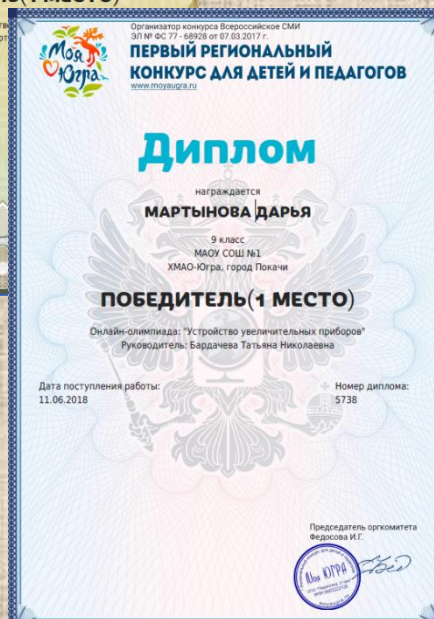 Моя
Югра
Организатор конкурса Всероссийское СМИ
ЭЛ № ФС 77 - 68928 от 07.03.2017 г.
ПЕРВЫЙ РЕГИОНАЛЬНЫЙ
КОНКУРС ДЛЯ ДЕТЕЙ И ПЕДАГОГОВ
www.moyaugra.ru
Диплом
награждается
МАРТЫНОВА ДАРЬЯ
9 класс
МАОУ СОШ №1
ХМАО-Югра, город Покачи
ПОБЕДИТЕЛЬ(1 МЕСТО)
Онлайн-олимпиада: "Устройство увеличительных приборов"
Руководитель: Бардачева Татьяна Николаевна
Дата поступления работы:
11.06.2018
Номер диплома:
5738
Председатель оргкомитета
Федосова И.Г.
Моя ЮГРА